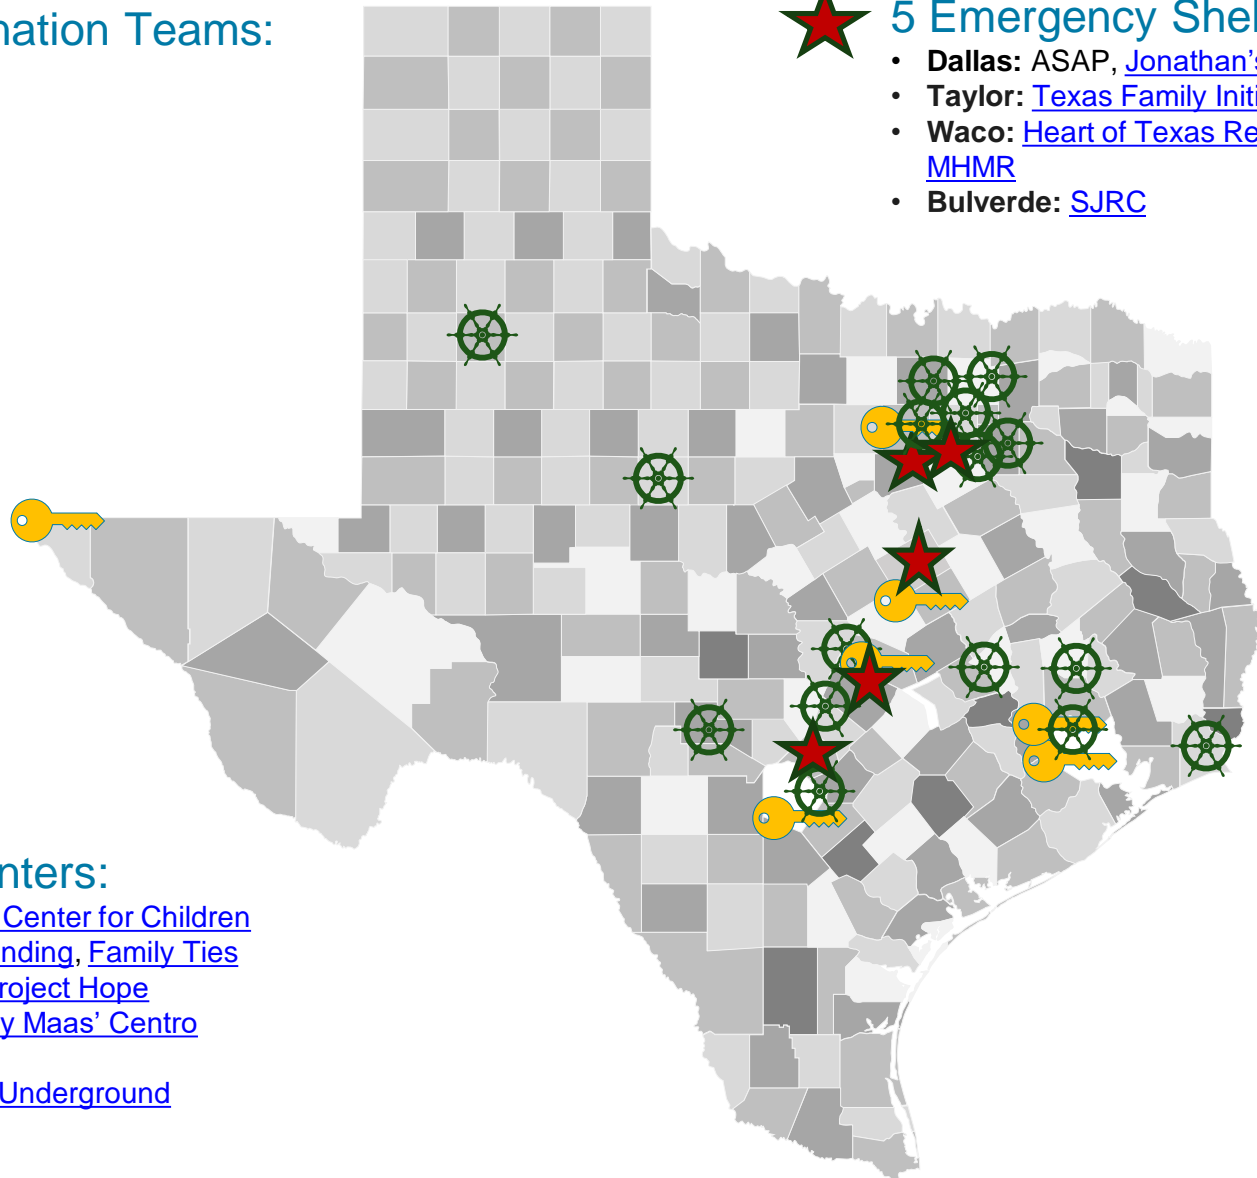 nation Teams:
5 Emergency Shel
• Dallas: ASAP, Jonathan's
• Taylor: Texas Family Initi
• Waco: Heart of Texas Re
MHMR
• Bulverde: SJRC
nters:
Center for Children
nding, Family Ties
roject Hope
y Maas' Centro
Underground